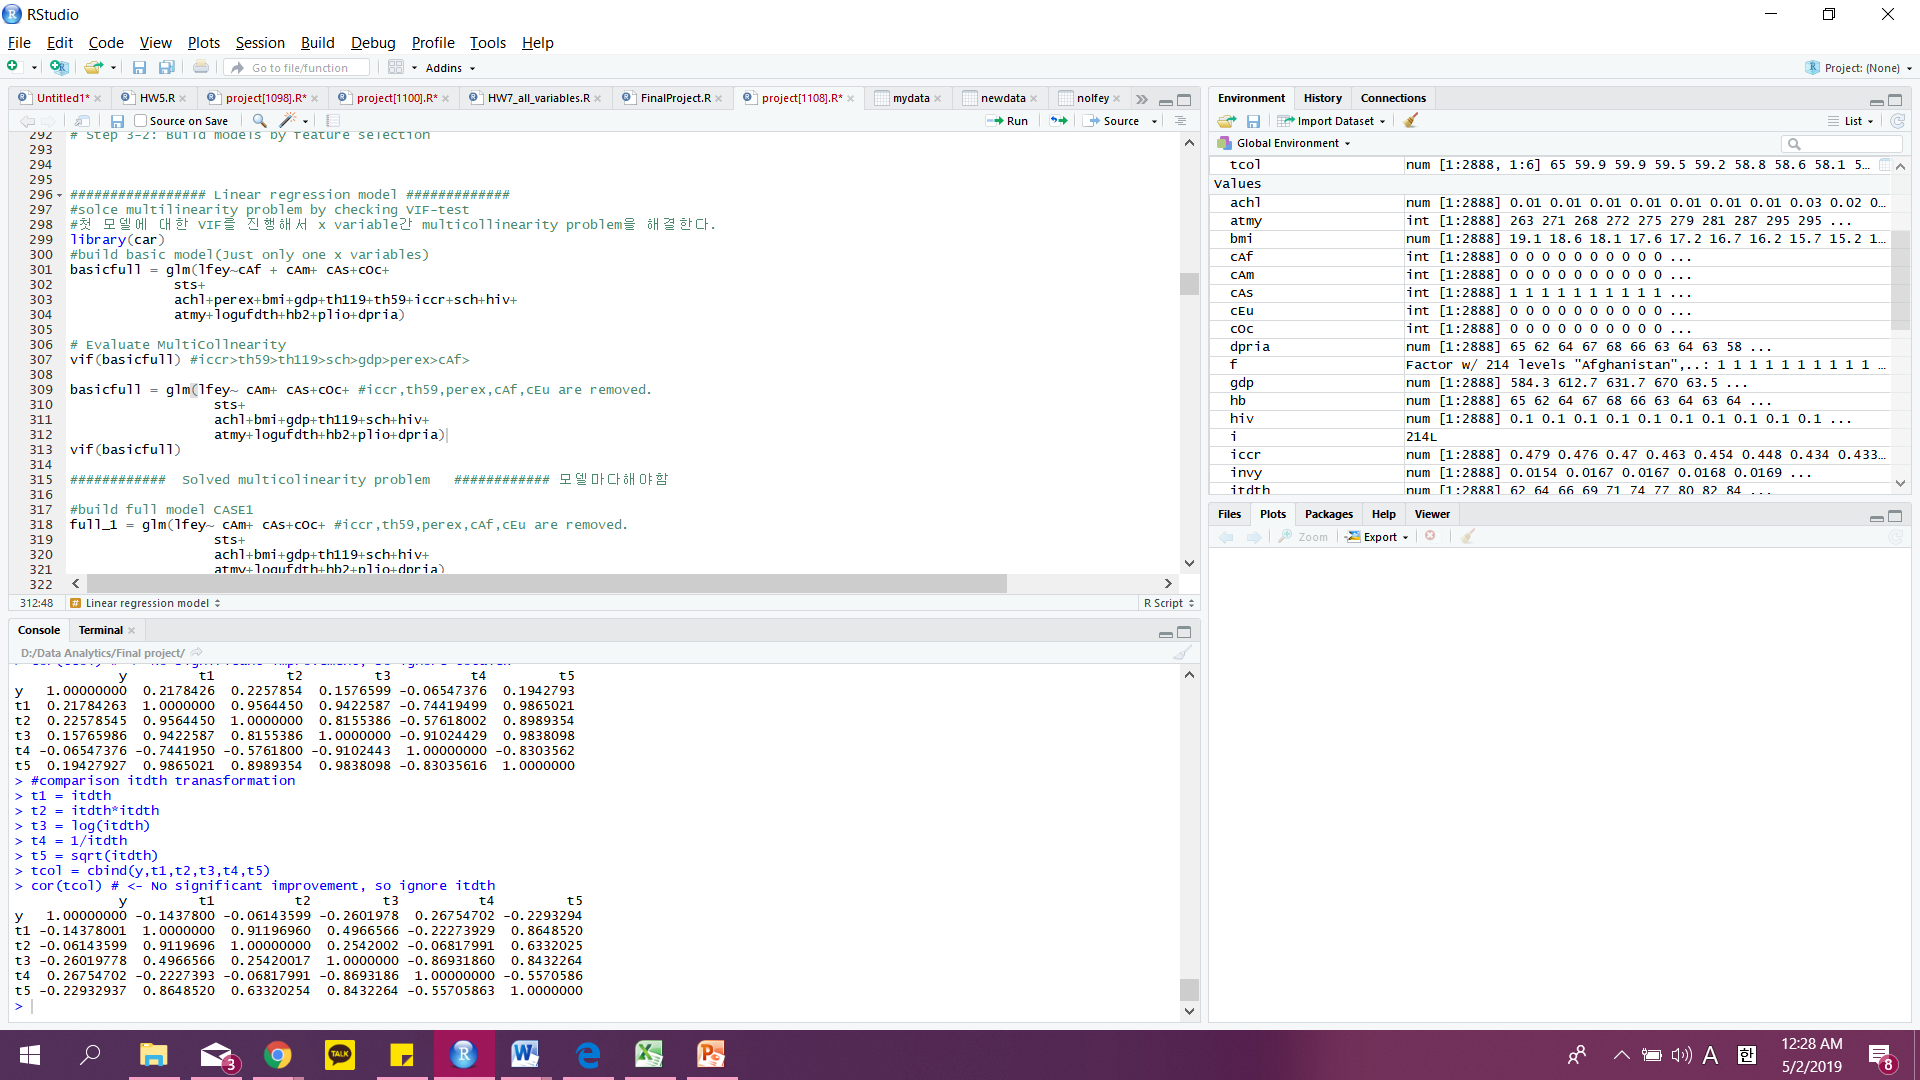 RStudio
File Edit Code View Plots Session Build Debug Profile Tools Help
Go to file/function Addins Project: (None)
Untitled1* HW5.R project[1098].R* project[1100].R* HW7_all_variables.R FinalProject.R project[1108].R* mydata newdata nolfey
Source on Save Run Source
292 # Step 3-2: Build models by feature selection
293
294
295
296 ################# Linear regression model #############
297 #solce multilinearity problem by checking VIF-test
298 #첫 모델에 대한 VIF를 진행해서 x variable간 multicollinearity problem을 해결한다.
299 library(car)
300 #build basic model(Just only one x variables)
301 basicfull = glm(lfey~cAf + cAm+ cAs+cOc+
302 sts+
303 achl+perex+bmi+gdp+th119+th59+iccr+sch+hiv+
304 atmy+logufdth+hb2+plio+dpria)
305
306 # Evaluate MultiCollnearity
307 vif(basicfull) #iccr>th59>th119>sch>gdp>perex>cAf>
308
309 basicfull = glm(lfey~ cAm+ cAs+cOc+ #iccr,th59,perex,cAf,cEu are removed.
310 sts+
311 achl+bmi+gdp+th119+sch+hiv+
312 atmy+logufdth+hb2+plio+dpria)
313 vif(basicfull)
314
315 ############ Solved multicolinearity problem ############ 모델마다해야함
316
317 #build full model CASE1
318 full_1 = glm(lfey~ cAm+ cAs+cOc+ #iccr,th59,perex,cAf,cEu are removed.
319 sts+
320 achl+bmi+gdp+th119+sch+hiv+
321 atmy+logufdth+hb2+plio+dpria)
322
312:48 Linear regression model R Script
Console Terminal
D:/Data Analytics/Final project/
y t1 t2 t3 t4 t5
y 1.00000000 0.2178426 0.2257854 0.1576599 -0.06547376 0.1942793
t1 0.21784263 1.0000000 0.9564450 0.9422587 -0.74419499 0.9865021
t2 0.22578545 0.9564450 1.0000000 0.8155386 -0.57618002 0.8989354
t3 0.15765986 0.9422587 0.8155386 1.0000000 -0.91024429 0.9838098
t4 -0.06547376 -0.7441950 -0.5761800 -0.9102443 1.00000000 -0.8303562
t5 0.19427927 0.9865021 0.8989354 0.9838098 -0.83035616 1.0000000
> #comparison itdth tranasformation
> t1 = itdth
> t2 = itdth*itdth
> t3 = log(itdth)
> t4 = 1/itdth
> t5 = sqrt(itdth)
> tcol = cbind(y,t1,t2,t3,t4,t5)
> cor(tcol) # <- No significant improvement, so ignore itdth
y t1 t2 t3 t4 t5
y 1.00000000 -0.1437800 -0.06143599 -0.2601978 0.26754702 -0.2293294
t1 -0.14378001 1.0000000 0.91196960 0.4966566 -0.22273929 0.8648520
t2 -0.06143599 0.9119696 1.00000000 0.2542002 -0.06817991 0.6332025
t3 -0.26019778 0.4966566 0.25420017 1.0000000 -0.86931860 0.8432264
t4 0.26754702 -0.2227393 -0.06817991 -0.8693186 1.00000000 -0.5570586
t5 -0.22932937 0.8648520 0.63320254 0.8432264 -0.55705863 1.0000000
>
Environment History Connections
Import Dataset List
Global Environment
tcol num [1:2888, 1:6] 65 59.9 59.9 59.5 59.2 58.8 58.6 58.1 5...
Values
achl num [1:2888] 0.01 0.01 0.01 0.01 0.01 0.01 0.01 0.03 0.02 0...
atmy int [1:2888] 263 271 268 272 275 279 281 287 295 295 ...
bmi num [1:2888] 19.1 18.6 18.1 17.6 17.2 16.7 16.2 15.7 15.2 1...
cAf int [1:2888] 0 0 0 0 0 0 0 0 0 0 ...
cAm int [1:2888] 0 0 0 0 0 0 0 0 0 0 ...
cAs int [1:2888] 1 1 1 1 1 1 1 1 1 1 ...
cEu int [1:2888] 0 0 0 0 0 0 0 0 0 0 ...
cOc int [1:2888] 0 0 0 0 0 0 0 0 0 0 ...
dpria num [1:2888] 65 62 64 67 68 66 63 64 63 58 ...
f Factor w/ 214 levels "Afghanistan",..: 1 1 1 1 1 1 1 1 1 1 ...
gdp num [1:2888] 584.3 612.7 631.7 670 63.5 ...
hb num [1:2888] 65 62 64 67 68 66 63 64 63 64 ...
hiv num [1:2888] 0.1 0.1 0.1 0.1 0.1 0.1 0.1 0.1 0.1 0.1 ...
i 214L
iccr num [1:2888] 0.479 0.476 0.47 0.463 0.454 0.448 0.434 0.433...
invy num [1:2888] 0.0154 0.0167 0.0167 0.0168 0.0169 ...
itdth num [1:2888] 62 64 66 69 71 74 77 80 82 84 ...
Files Plots Packages Help Viewer
Zoom Export
TALK
3
A 한
12:28 AM
5/2/2019
8